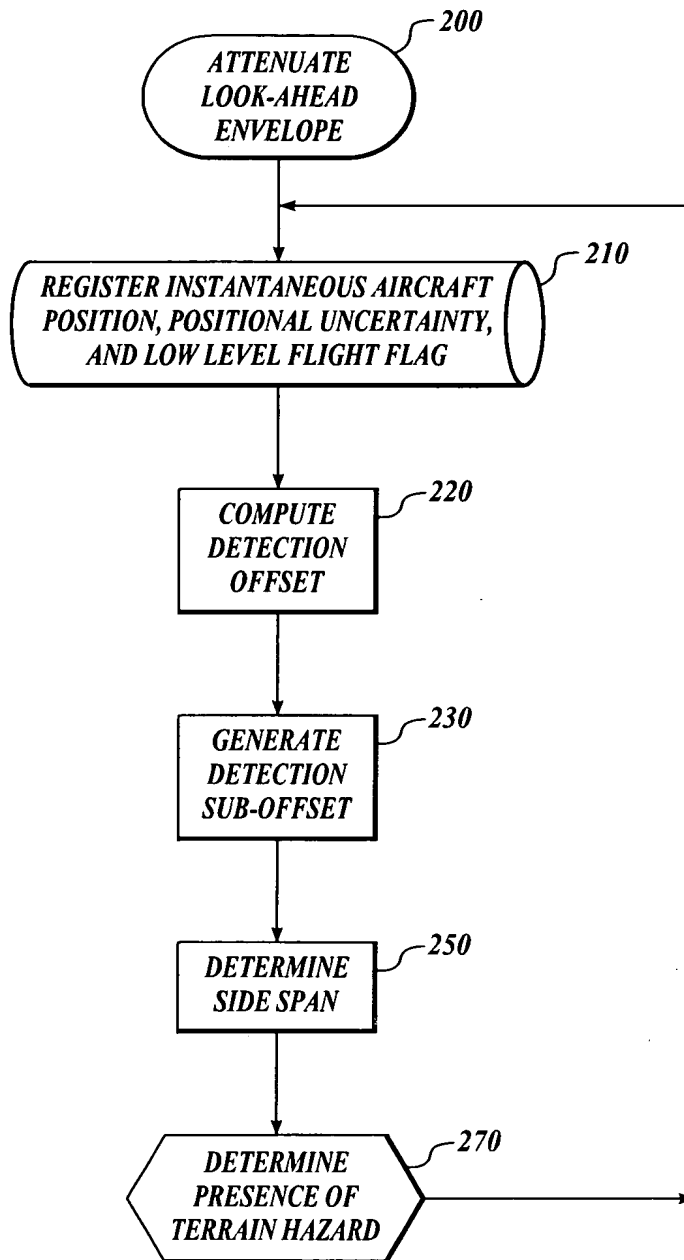 200
ATTENUATE
LOOK-AHEAD
ENVELOPE
210
REGISTER INSTANTANEOUS AIRCRAFT
POSITION, POSITIONAL UNCERTAINTY,
AND LOW LEVEL FLIGHT FLAG
220
COMPUTE
DETECTION
OFFSET
230
GENERATE
DETECTION
SUB-OFFSET
250
DETERMINE
SIDE SPAN
270
DETERMINE
PRESENCE OF
TERRAIN HAZARD